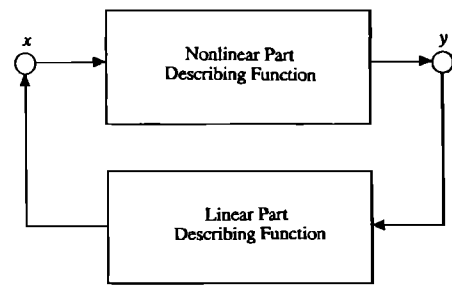 x
y
Nonlinear Part
Describing Function
Linear Part
Describing Function